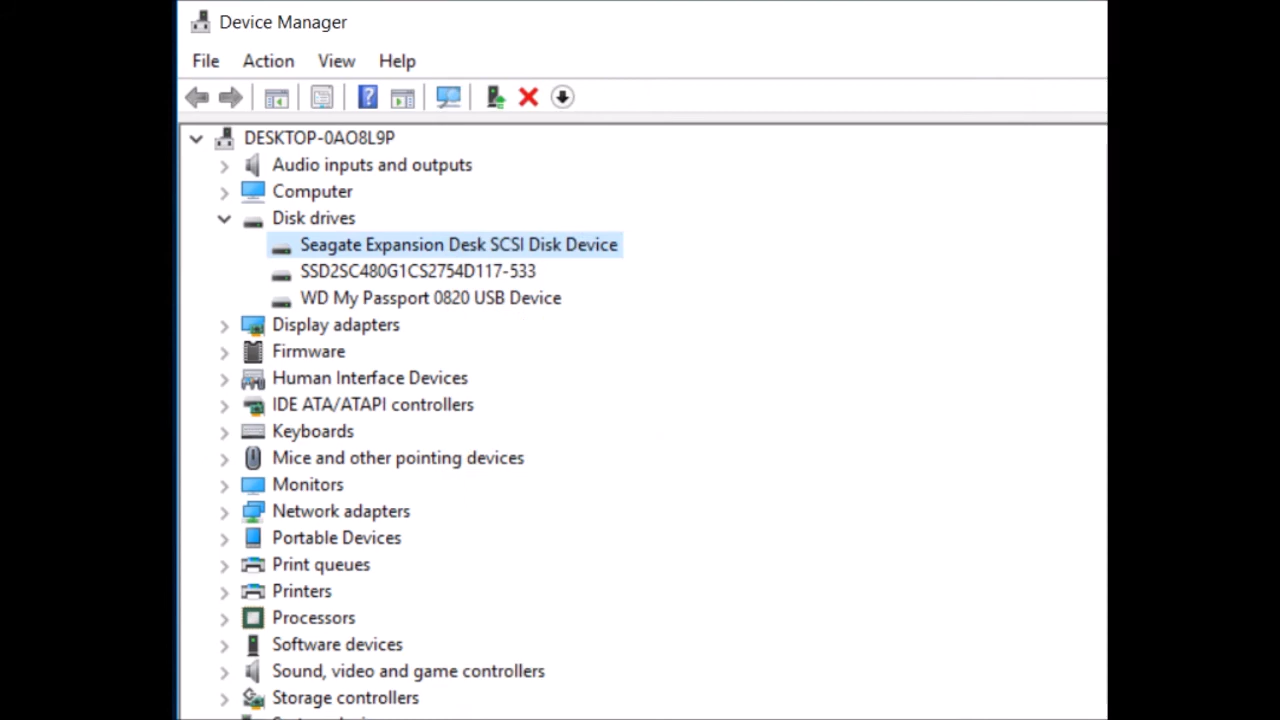 Device Manager
File Action View Help
DESKTOP-0AO8L9P
Audio inputs and outputs
Computer
Disk drives
Seagate Expansion Desk SCSI Disk Device
SSD2SC480G1CS2754D117-533
WD My Passport 0820 USB Device
Display adapters
Firmware
Human Interface Devices
IDE ATA/ATAPI controllers
Keyboards
Mice and other pointing devices
Monitors
Network adapters
Portable Devices
Print queues
Printers
Processors
Software devices
Sound, video and game controllers
Storage controllers